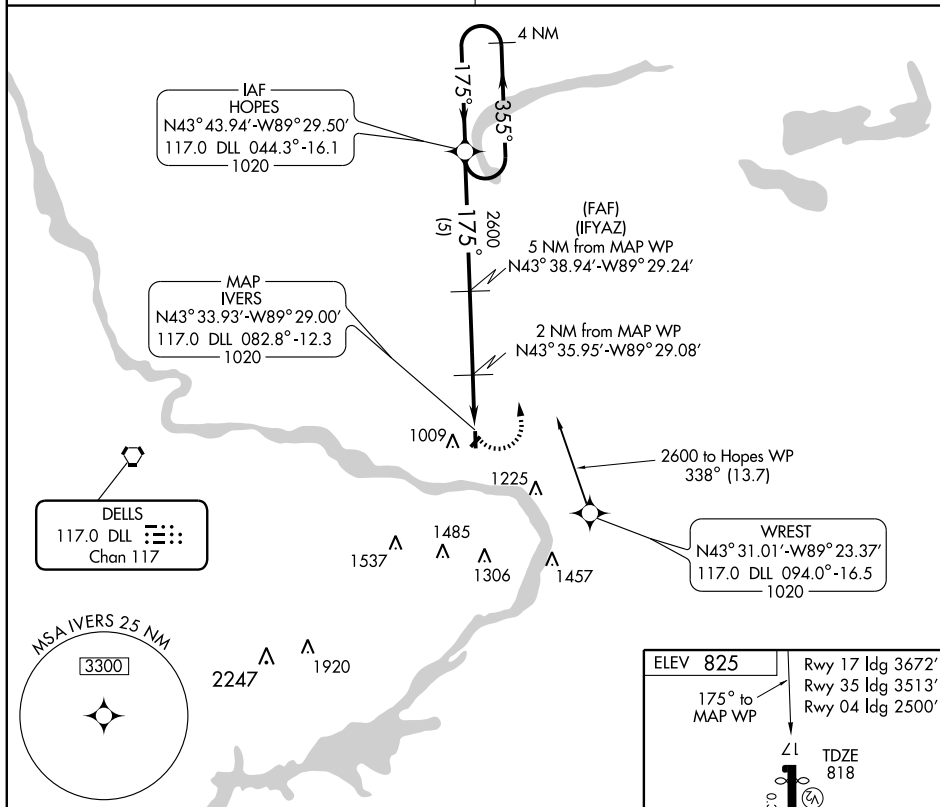 4 NM
175°
355°
IAF
HOPES
N43°43.94'-W89°29.50'
117.0 DLL 044.3°-16.1
1020
2600
175°
(5)
(FAF)
(IFYAZ)
5 NM from MAP WP
N43°38.94'-W89°29.24'
MAP
IVERS
N43°33.93'-W89°29.00'
117.0 DLL 082.8°-12.3
1020
2 NM from MAP WP
N43°35.95'-W89°29.08'
1009
2600 to Hopes WP
338° (13.7)
1225
DELLS
117.0 DLL
Chan 117
1485
1537
1306
1457
WREST
N43°31.01'-W89°23.37'
117.0 DLL 094.0°-16.5
1020
MSA IVERS 25 NM
3300
2247
1920
ELEV 825
Rwy 17 ldg 3672'
Rwy 35 ldg 3513'
Rwy 04 ldg 2500'
175° to
MAP WP
17
TDZE
818
V2